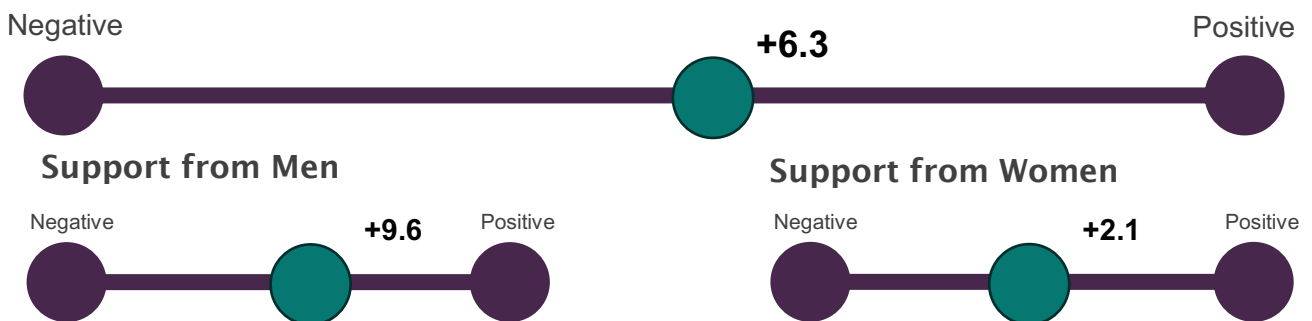 Negative
+6.3
Positive
Support from Men
Support from Women
Negative
+9.6
Positive
Negative
+2.1
Positive